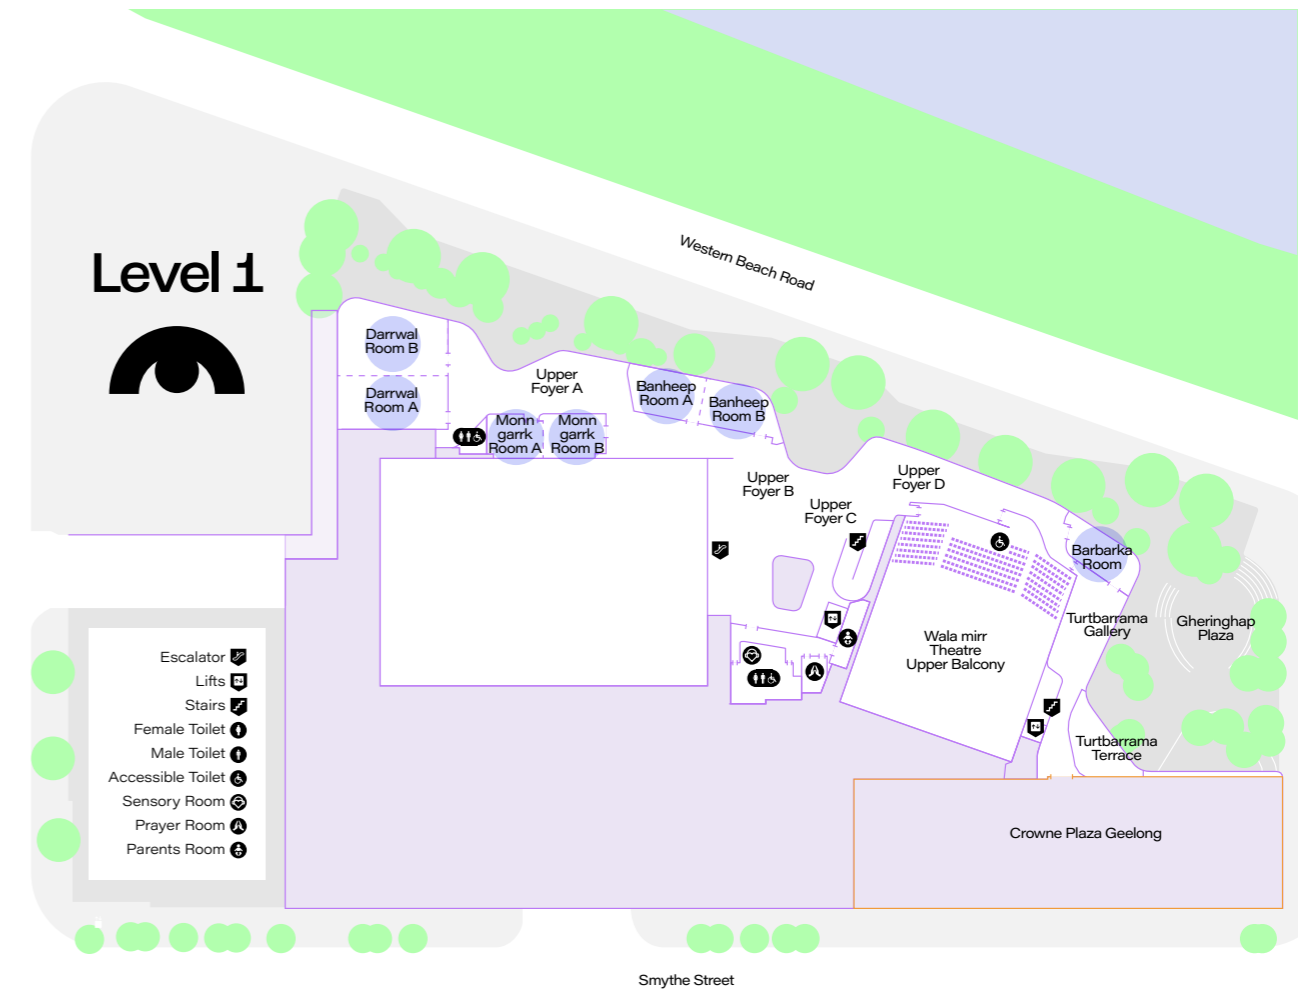 Western Beach Road
Level 1
Darrwal
Room B
Darrwal
Room A
Upper
Foyer A
Banheep
Room A
Banheep
Room B
Monn
garrk
Room A
Monn
garrk
Room B
Upper
Foyer B
Upper
Foyer C
Upper
Foyer D
Barbarka
Room
Turtbarrama
Gallery
Gheringhap
Plaza
Wala mirr
Theatre
Upper Balcony
Turtbarrama
Terrace
Crowne Plaza Geelong
Escalator
Lifts
Stairs
Female Toilet
Male Toilet
Accessible Toilet
Sensory Room
Prayer Room
Parents Room
Smythe Street